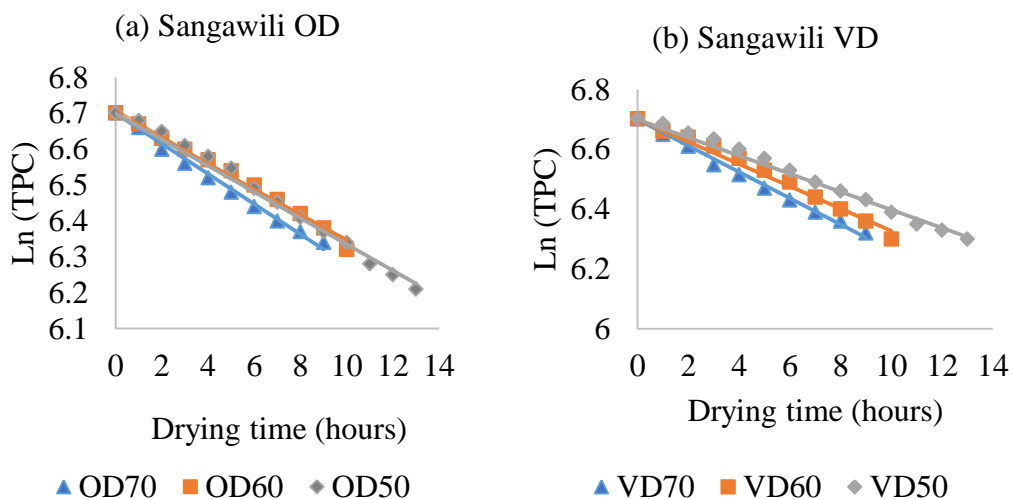 (a) Sangawili OD
Ln (TPC)
6.8
6.7
6.6
6.5
6.4
6.3
6.2
6.1
0 2 4 6 8 10 12 14
Drying time (hours)
OD70 OD60 OD50
(b) Sangawili VD
Ln (TPC)
6.8
6.6
6.4
6.2
6
0 2 4 6 8 10 12 14
Drying time (hours)
VD70 VD60 VD50